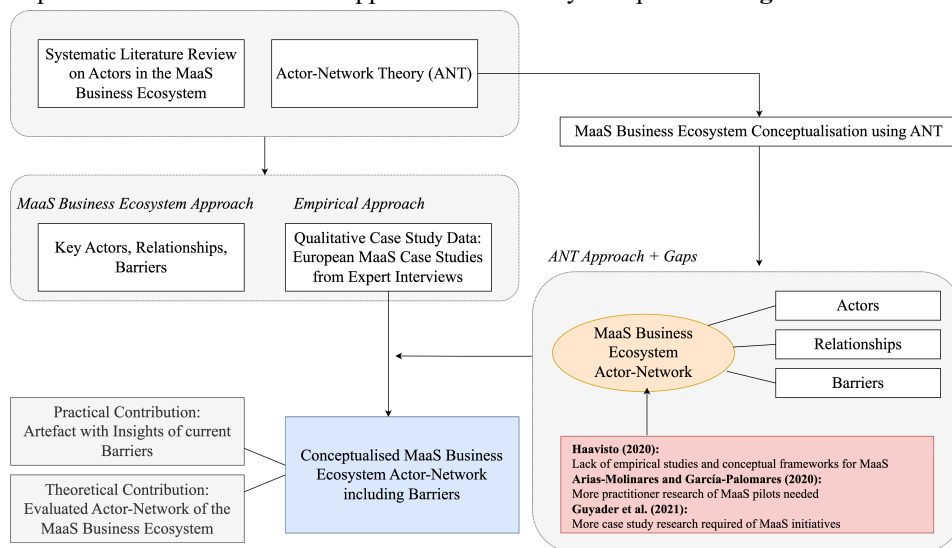 Systematic Literature Review
on Actors in the MaaS
Business Ecosystem
Actor-Network Theory (ANT)
MaaS Business Ecosystem Conceptualisation using ANT
MaaS Business Ecosystem Approach
Empirical Approach
Key Actors, Relationships,
Barriers
Qualitative Case Study Data:
European MaaS Case Studies
from Expert Interviews
ANT Approach + Gaps
MaaS Business
Ecosystem
Actor-Network
Actors
Relationships
Barriers
Haavisto (2020):
Lack of empirical studies and conceptual frameworks for MaaS
Arias-Molinares and García-Palomares (2020):
More practitioner research of MaaS pilots needed
Guyader et al. (2021):
More case study research required of MaaS initiatives
Practical Contribution:
Artefact with Insights of current
Barriers
Theoretical Contribution:
Evaluated Actor-Network of the
MaaS Business Ecosystem
Conceptualised MaaS Business
Ecosystem Actor-Network
including Barriers